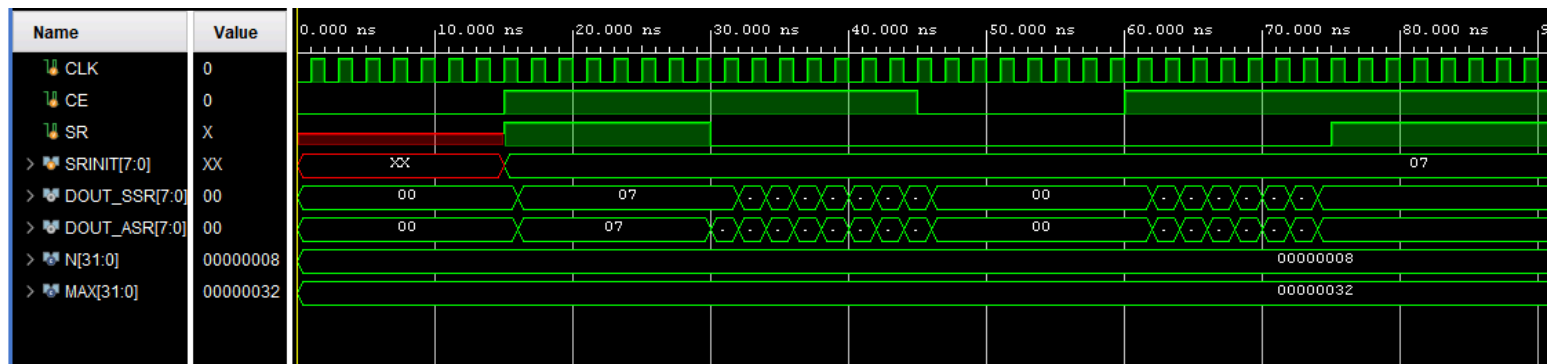 Name Value 0.000 ns 10.000 ns 20.000 ns 30.000 ns 40.000 ns 50.000 ns 60.000 ns 70.000 ns 80.000 ns
CLK 0
CE 0
SR X
SRINIT[7:0] XX XX 07
DOUT_SSR[7:0] 00 00 07 00
DOUT_ASR[7:0] 00 00 07 00
N[31:0] 00000008 00000008
MAX[31:0] 00000032 00000032